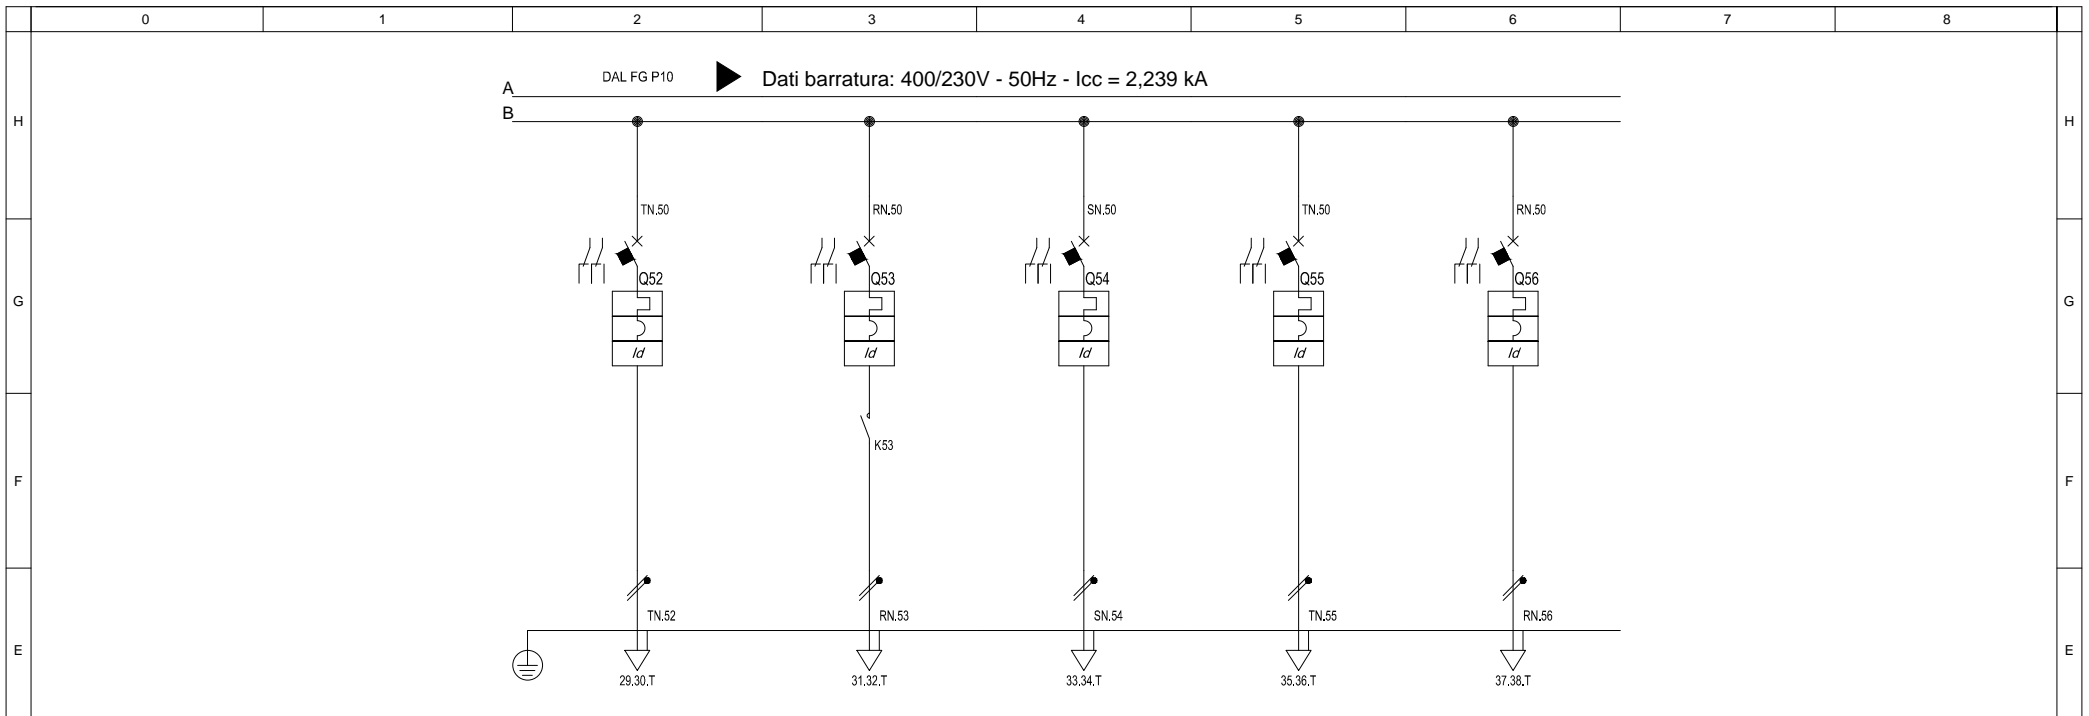 0 1 2 3 4 5 6 7 8
DAL FG P10 Dati barratura: 400/230V - 50Hz - Icc = 2,239 kA
A
B
H H
TN.50 RN.50 SN.50 TN.50 RN.50
Q52 Q53 Q54 Q55 Q56
G G
Id Id Id Id Id
K53
F F
TN.52 RN.53 SN.54 TN.55 RN.56
E E
29.30.T 31.32.T 33.34.T 35.36.T 37.38.T